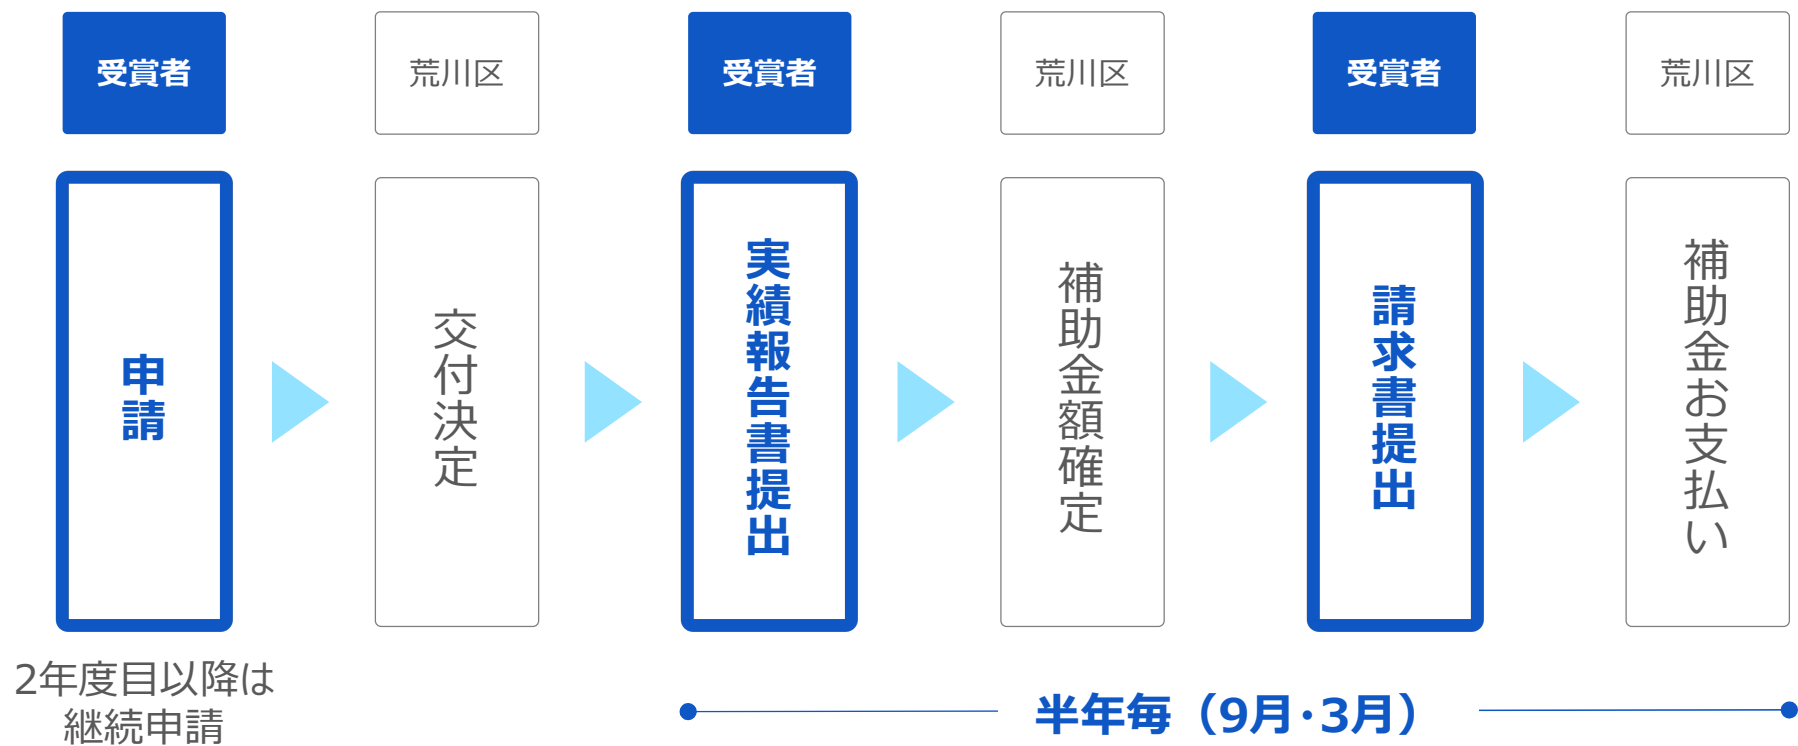 受賞者
荒川区
受賞者
荒川区
受賞者
荒川区
申請
交付決定
実績報告書提出
補助金額確定
請求書提出
補助金お支払い
2年度目以降は
継続申請
半年毎（9月･3月）